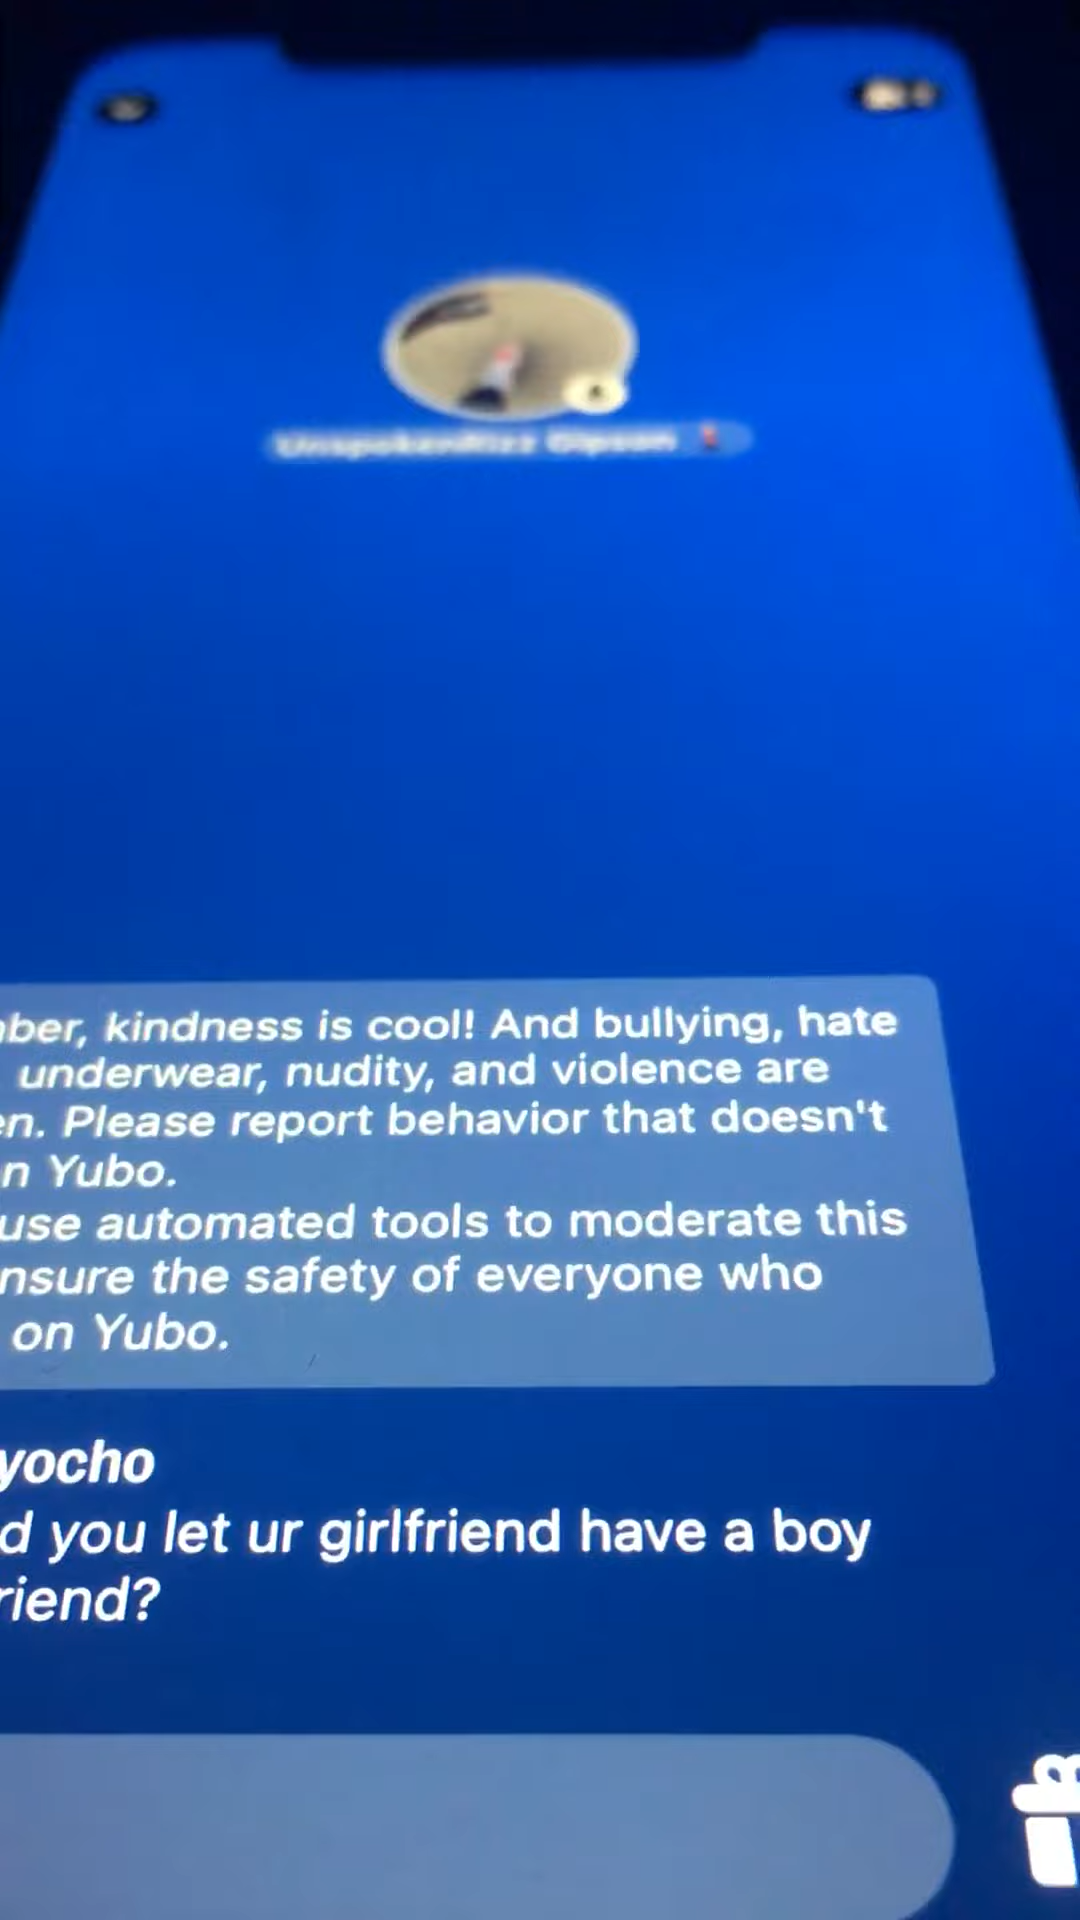 UnspokenRizz Gipson
ber, kindness is cool! And bullying, hate
underwear, nudity, and violence are
en. Please report behavior that doesn't
n Yubo.
use automated tools to moderate this
nsure the safety of everyone who
on Yubo.
yocho
d you let ur girlfriend have a boy
riend?